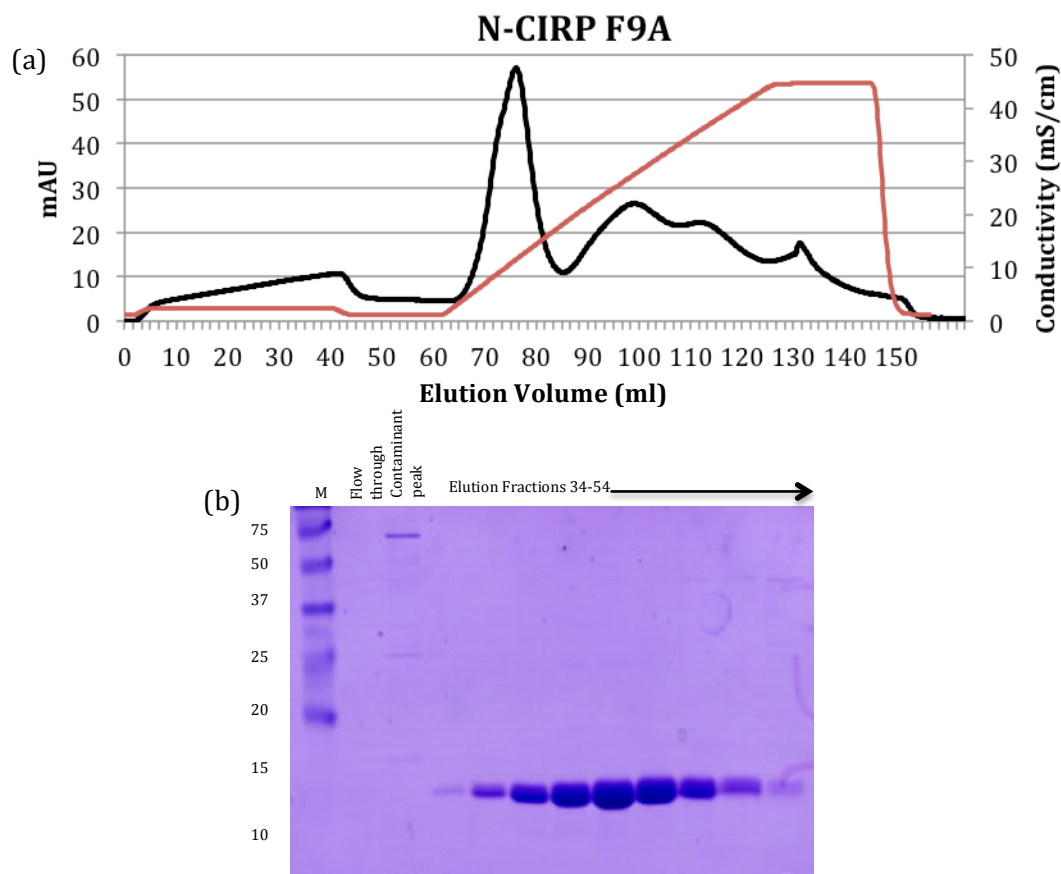 N-CIRP F9A
(a)
60
50
40
30
20
10
0
mAU
50
40
30
20
10
0
Conductivity (mS/cm)
0 10 20 30 40 50 60 70 80 90 100 110 120 130 140 150
Elution Volume (ml)
(b)
M
Flow
through
Contaminant
peak
Elution Fractions 34-54
75
50
37
25
20
15
10